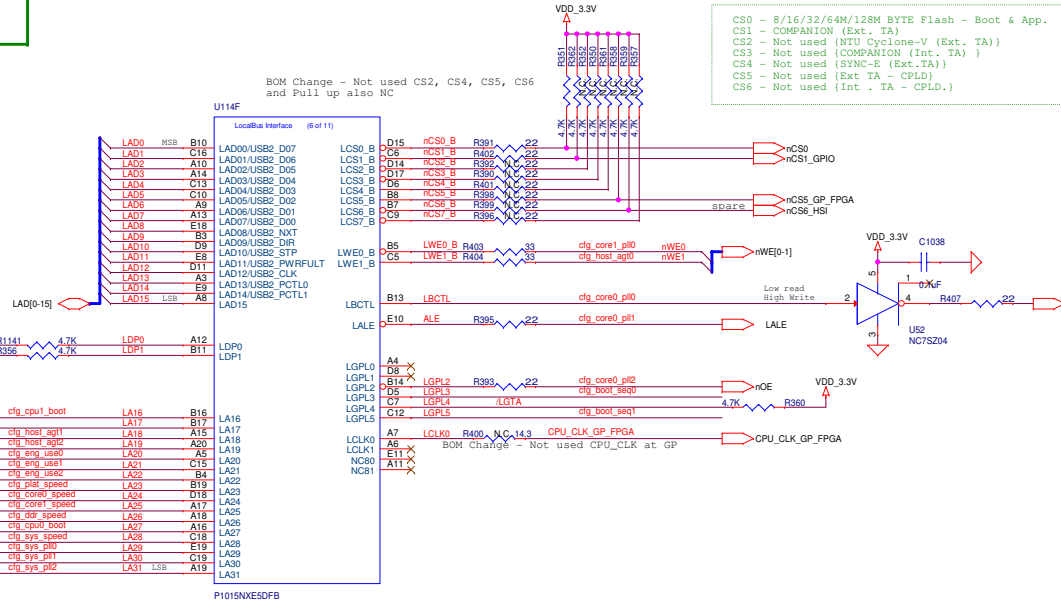 VDD_3.3V
CS0 - 8/16/32/64M/128M BYTE Flash - Boot & App.
CS1 - COMPANION (Ext. TA)
CS2 - Not used {NTU Cyclone-V (Ext. TA)}
CS3 - Not used {COMPANION (Int. TA) }
CS4 - Not used {SYNC-E (Ext.TA)}
CS5 - Not used {Ext TA - CPLD}
CS6 - Not used {Int . TA - CPLD.}
R351 R362 R352 R350 R361 R358 R359 R357
4.7K 4.7K 4.7K 4.7K 4.7K 4.7K 4.7K 4.7K
BOM Change - Not used CS2, CS4, CS5, CS6
and Pull up also NC
U114F
LocalBus Interface (6 of 11)
LAD0 MSB B10 LAD00/USB2_D07 LCS0_B D15 nCS0_B R391 22 nCS0
LAD1 C16 LAD01/USB2_D06 LCS1_B C6 nCS1_B R402 22 nCS1_GPIO
LAD2 A10 LAD02/USB2_D05 LCS2_B D14 nCS2_B R392 N.C. 22
LAD3 A14 LAD03/USB2_D04 LCS3_B D17 nCS3_B R390 N.C. 22
LAD4 C13 LAD04/USB2_D03 LCS4_B D6 nCS4_B R401 N.C. 22
LAD5 C10 LAD05/USB2_D02 LCS5_B B8 nCS5_B R398 N.C. 22 nCS5_GP_FPGA
LAD6 A9 LAD06/USB2_D01 LCS6_B B7 nCS6_B R399 N.C. 22 spare nCS6_HSI
LAD7 A13 LAD07/USB2_D00 LCS7_B C9 nCS7_B R396 N.C. 22
LAD8 E18 LAD08/USB2_NXT
LAD9 B3 LAD09/USB2_DIR
LAD10 D9 LAD10/USB2_STP LWE0_B B5 LWE0_B R403 33 cfg_core1_pll0 nWE0 nWE[0-1]
LAD11 E8 LAD11/USB2_PWRFULT LWE1_B C5 LWE1_B R404 33 cfg_host_agt0 nWE1
LAD12 D11 LAD12/USB2_CLK
LAD13 A3 LAD13/USB2_PCTL0
LAD14 E9 LAD14/USB2_PCTL1
LAD15 LSB A8 LAD15 LBCTL B13 LBCTL cfg_core0_pll0
LAD[0-15]
Low read
High Write
VDD_3.3V
C1038
0.1uF
5 1 2 4 3
R407 22
U52
NC7SZ04
LALE E10 ALE R395 22 cfg_core0_pll1 LALE
R1141 4.7K LDP0 A12 LDP0
R356 4.7K LDP1 B11 LDP1
LGPL0 A4
LGPL1 D8
LGPL2 B14 LGPL2 R393 22 cfg_core0_pll2 nOE
LGPL3 D5 LGPL3 cfg_boot_seq0
LGPL4 C7 LGPL4 /LGTA 4.7K R360 VDD_3.3V
LGPL5 C12 LGPL5 cfg_boot_seq1
LCLK0 A7 LCLK0 R400 N.C. 14.3 CPU_CLK_GP_FPGA CPU_CLK_GP_FPGA
LCLK1 A6
BOM Change - Not used CPU_CLK at GP
NC80 E11
NC81 A11
cfg_cpu1_boot LA16 B16 LA16
LA17 B17 LA17
cfg_host_agt1 LA18 A15 LA18
cfg_host_agt2 LA19 A20 LA19
cfg_eng_use0 LA20 A5 LA20
cfg_eng_use1 LA21 C15 LA21
cfg_eng_use2 LA22 B4 LA22
cfg_plat_speed LA23 B19 LA23
cfg_core0_speed LA24 D18 LA24
cfg_core1_speed LA25 A17 LA25
cfg_ddr_speed LA26 A18 LA26
cfg_cpu0_boot LA27 A16 LA27
cfg_sys_speed LA28 C18 LA28
cfg_sys_pll0 LA29 E19 LA29
cfg_sys_pll1 LA30 C19 LA30
cfg_sys_pll2 LA31 LSB A19 LA31
P1015NXE5DFB